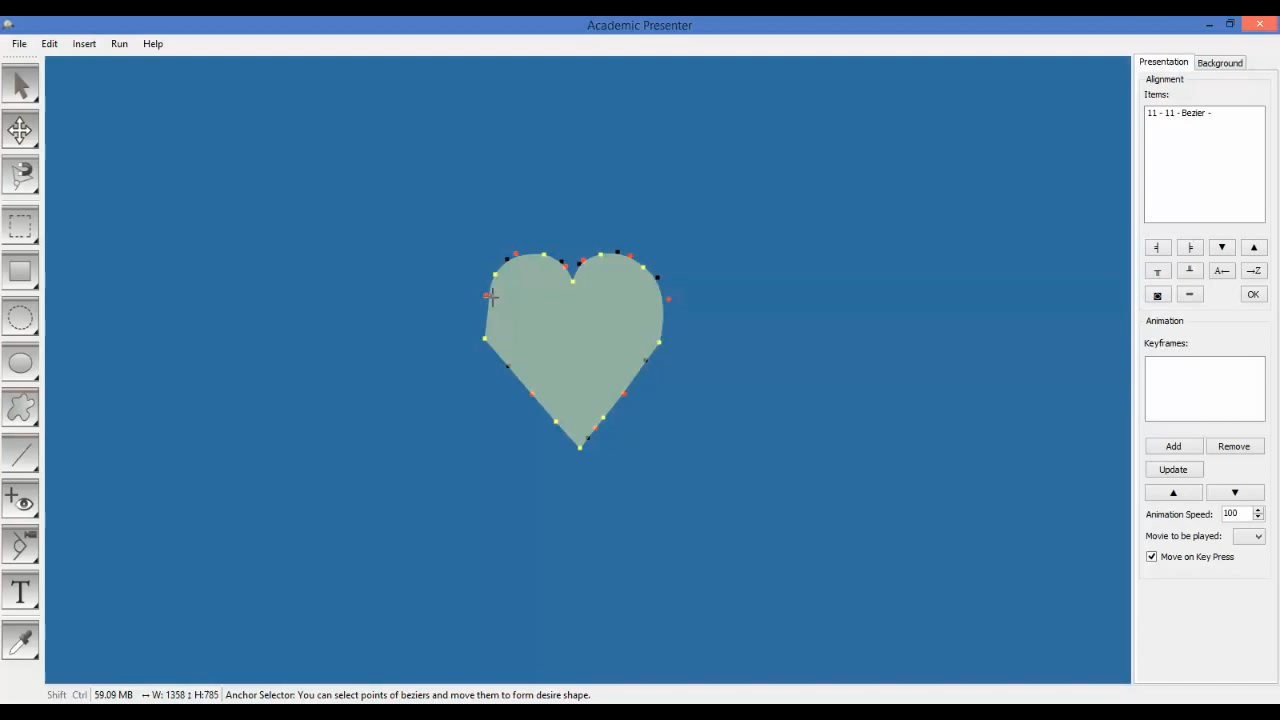 Academic Presenter
File Edit Insert Run Help
Presentation Background
Alignment
Items:
11 - 11 - Bezier -
A← →Z
OK
Animation
Keyframes:
Add Remove
Update
Animation Speed: 100
Movie to be played:
Move on Key Press
T
Shift Ctrl 59.09 MB ↔ W: 1358 ↕ H:785 Anchor Selector: You can select points of beziers and move them to form desire shape.